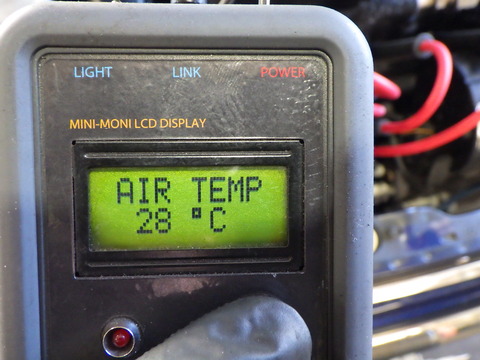 LIGHT LINK POWER
MINI-MONI LCD DISPLAY
AIR TEMP
28 °C